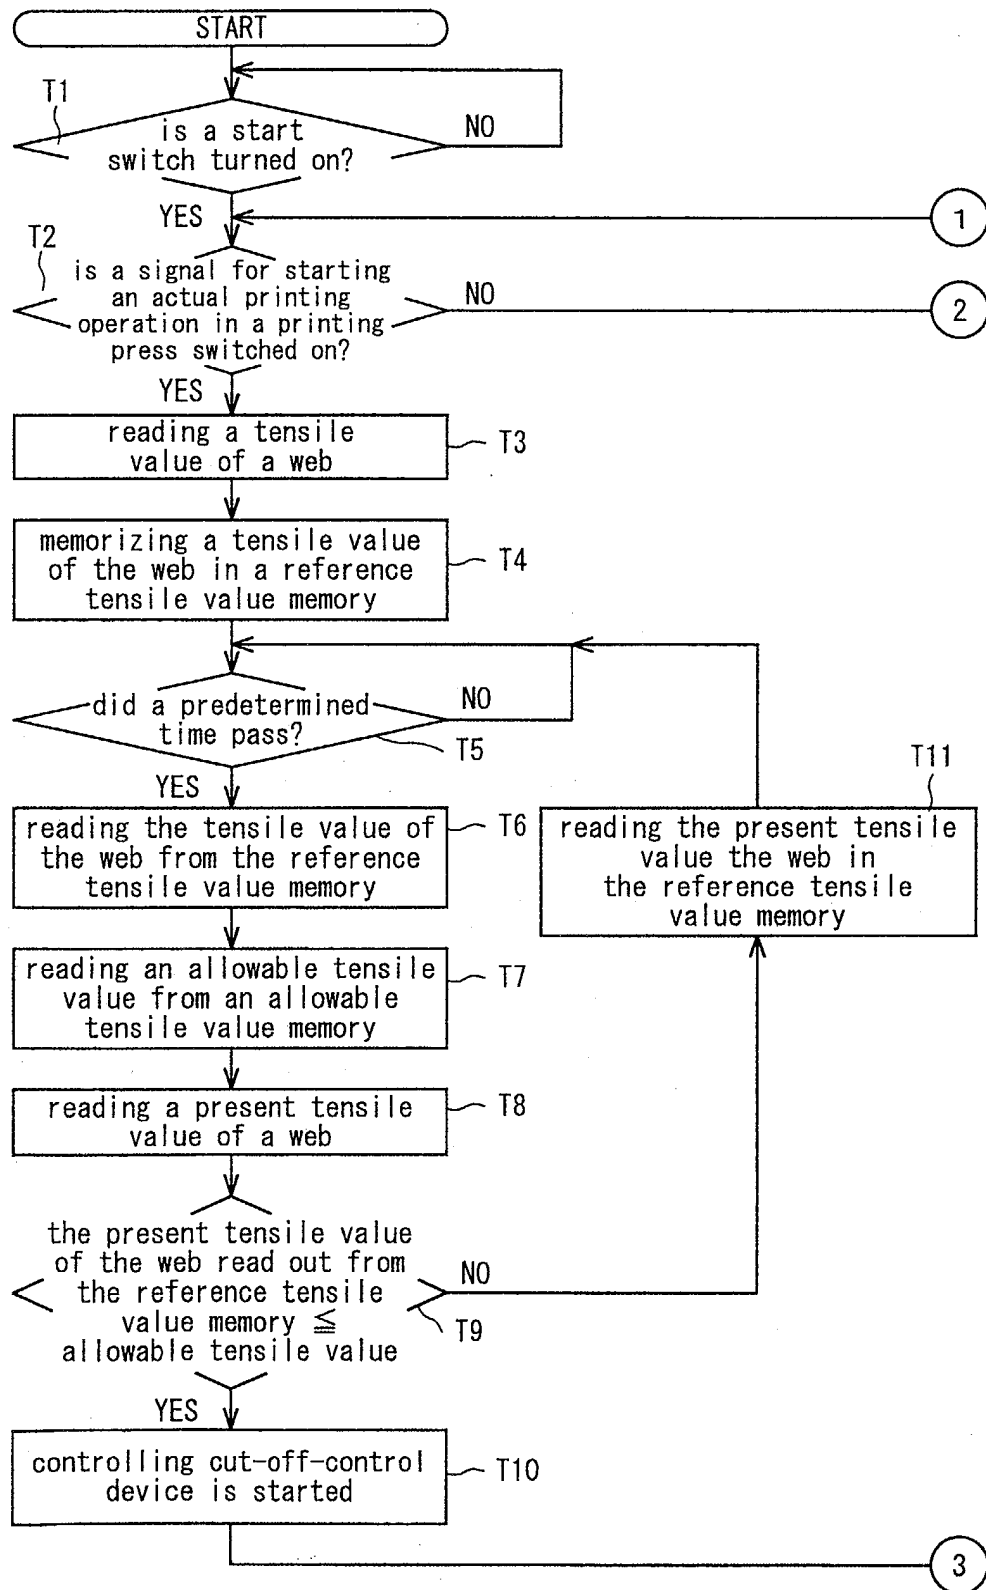 START
T1
is a start
switch turned on?
NO
YES
1
T2
is a signal for starting
an actual printing
operation in a printing
press switched on?
NO
2
YES
reading a tensile
value of a web
T3
memorizing a tensile value
of the web in a reference
tensile value memory
T4
did a predetermined
time pass?
NO
T5
YES
T11
reading the tensile value of
the web from the reference
tensile value memory
T6
reading the present tensile
value the web in
the reference tensile
value memory
reading an allowable tensile
value from an allowable
tensile value memory
T7
reading a present tensile
value of a web
T8
the present tensile value
of the web read out from
the reference tensile
value memory ≦
allowable tensile value
NO
T9
YES
controlling cut-off-control
device is started
T10
3